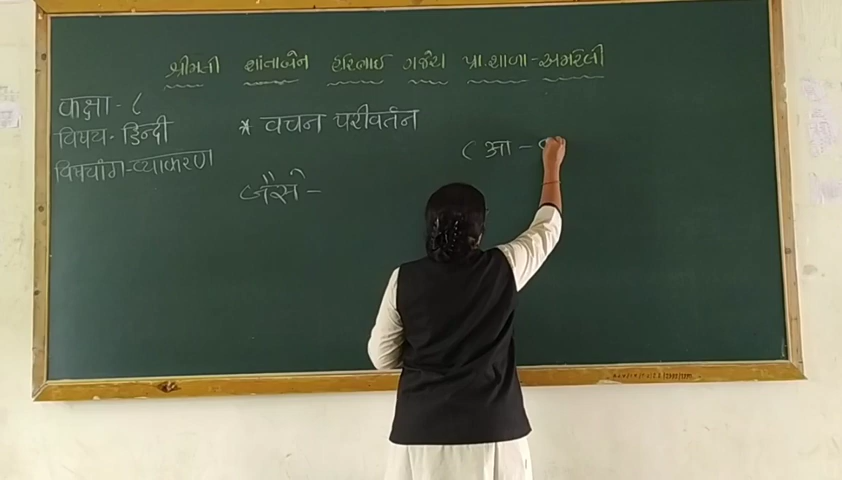 શ્રીમતી શાંતાબેન હરિભાઈ ગજેરા પ્રા.શાળા-અમરેલી
कक्षा - ८
विषय - हिन्दी
विषयांग-व्याकरण
* वचन परीवर्तन
( आ -
जैसे -